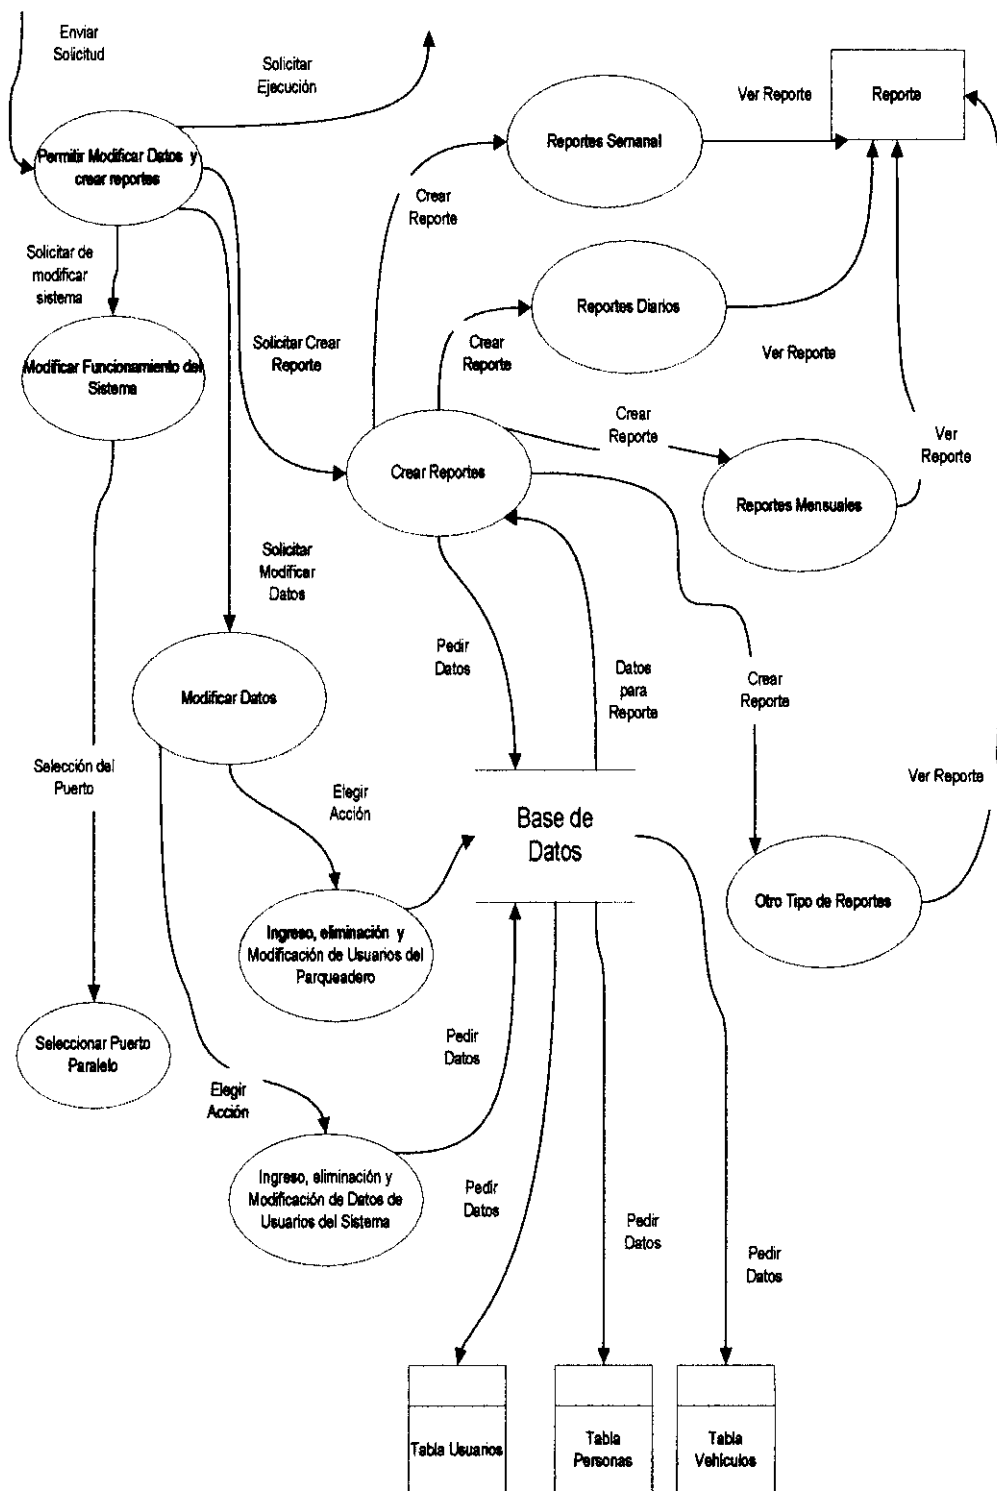 Enviar
Solicitud
Solicitar
Ejecución
Ver Reporte
Reporte
Reportes Semanal
Permitir Modificar Datos y
crear reportes
Crear
Reporte
Solicitar de
modificar
sistema
Reportes Diarios
Solicitar Crear
Reporte
Crear
Reporte
Ver Reporte
Modificar Funcionamiento del
Sistema
Crear
Reporte
Ver
Reporte
Crear Reportes
Reportes Mensuales
Solicitar
Modificar
Datos
Pedir
Datos
Datos
para
Reporte
Crear
Reporte
Modificar Datos
Selección del
Puerto
Elegir
Acción
Ver Reporte
Base de
Datos
Otro Tipo de Reportes
Ingreso, eliminación y
Modificación de Usuarios del
Parqueadero
Seleccionar Puerto
Paralelo
Pedir
Datos
Elegir
Acción
Ingreso, eliminación y
Modificación de Datos de
Usuarios del Sistema
Pedir
Datos
Pedir
Datos
Pedir
Datos
Tabla Usuarios
Tabla
Personas
Tabla
Vehículos